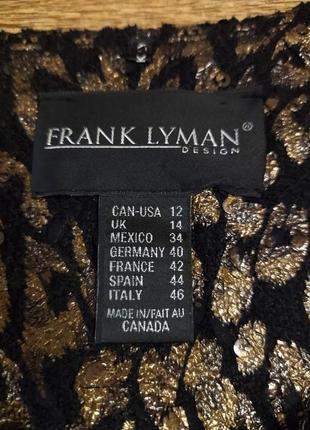 FRANK LYMAN®
DESIGN
CAN-USA 12
UK 14
MEXICO 34
GERMANY 40
FRANCE 42
SPAIN 44
ITALY 46
MADE IN/FAIT AU
CANADA